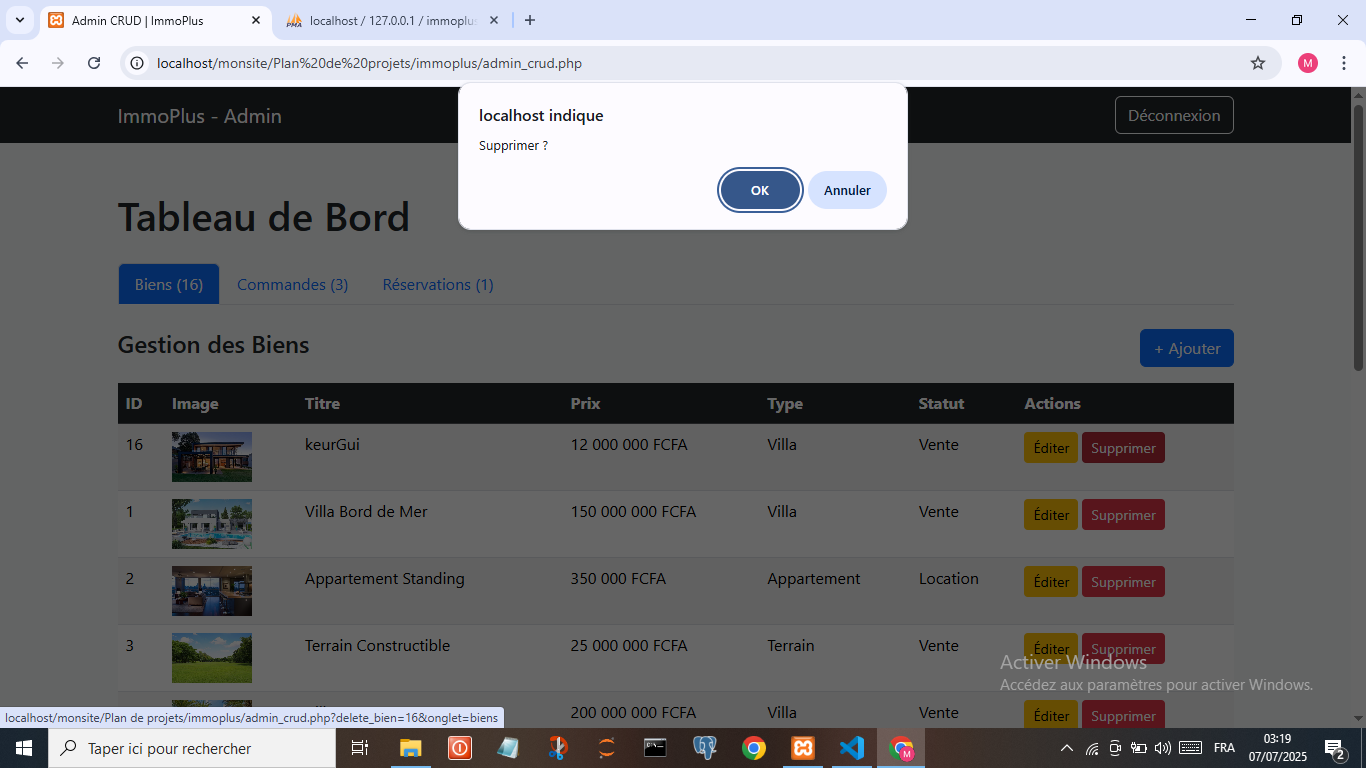 Admin CRUD | ImmoPlus
localhost / 127.0.0.1 / immoplus
localhost/monsite/Plan%20de%20projets/immoplus/admin_crud.php
M
ImmoPlus - Admin
Déconnexion
localhost indique
Supprimer ?
OK
Annuler
Tableau de Bord
Biens (16)
Commandes (3)
Réservations (1)
Gestion des Biens
+ Ajouter
ID Image Titre Prix Type Statut Actions
16 keurGui 12 000 000 FCFA Villa Vente Éditer Supprimer
1 Villa Bord de Mer 150 000 000 FCFA Villa Vente Éditer Supprimer
2 Appartement Standing 350 000 FCFA Appartement Location Éditer Supprimer
3 Terrain Constructible 25 000 000 FCFA Terrain Vente Éditer Supprimer
Activer Windows
Accédez aux paramètres pour activer Windows.
200 000 000 FCFA Villa Vente Éditer Supprimer
localhost/monsite/Plan de projets/immoplus/admin_crud.php?delete_bien=16&onglet=biens
Taper ici pour rechercher
FRA
03:19
07/07/2025
2